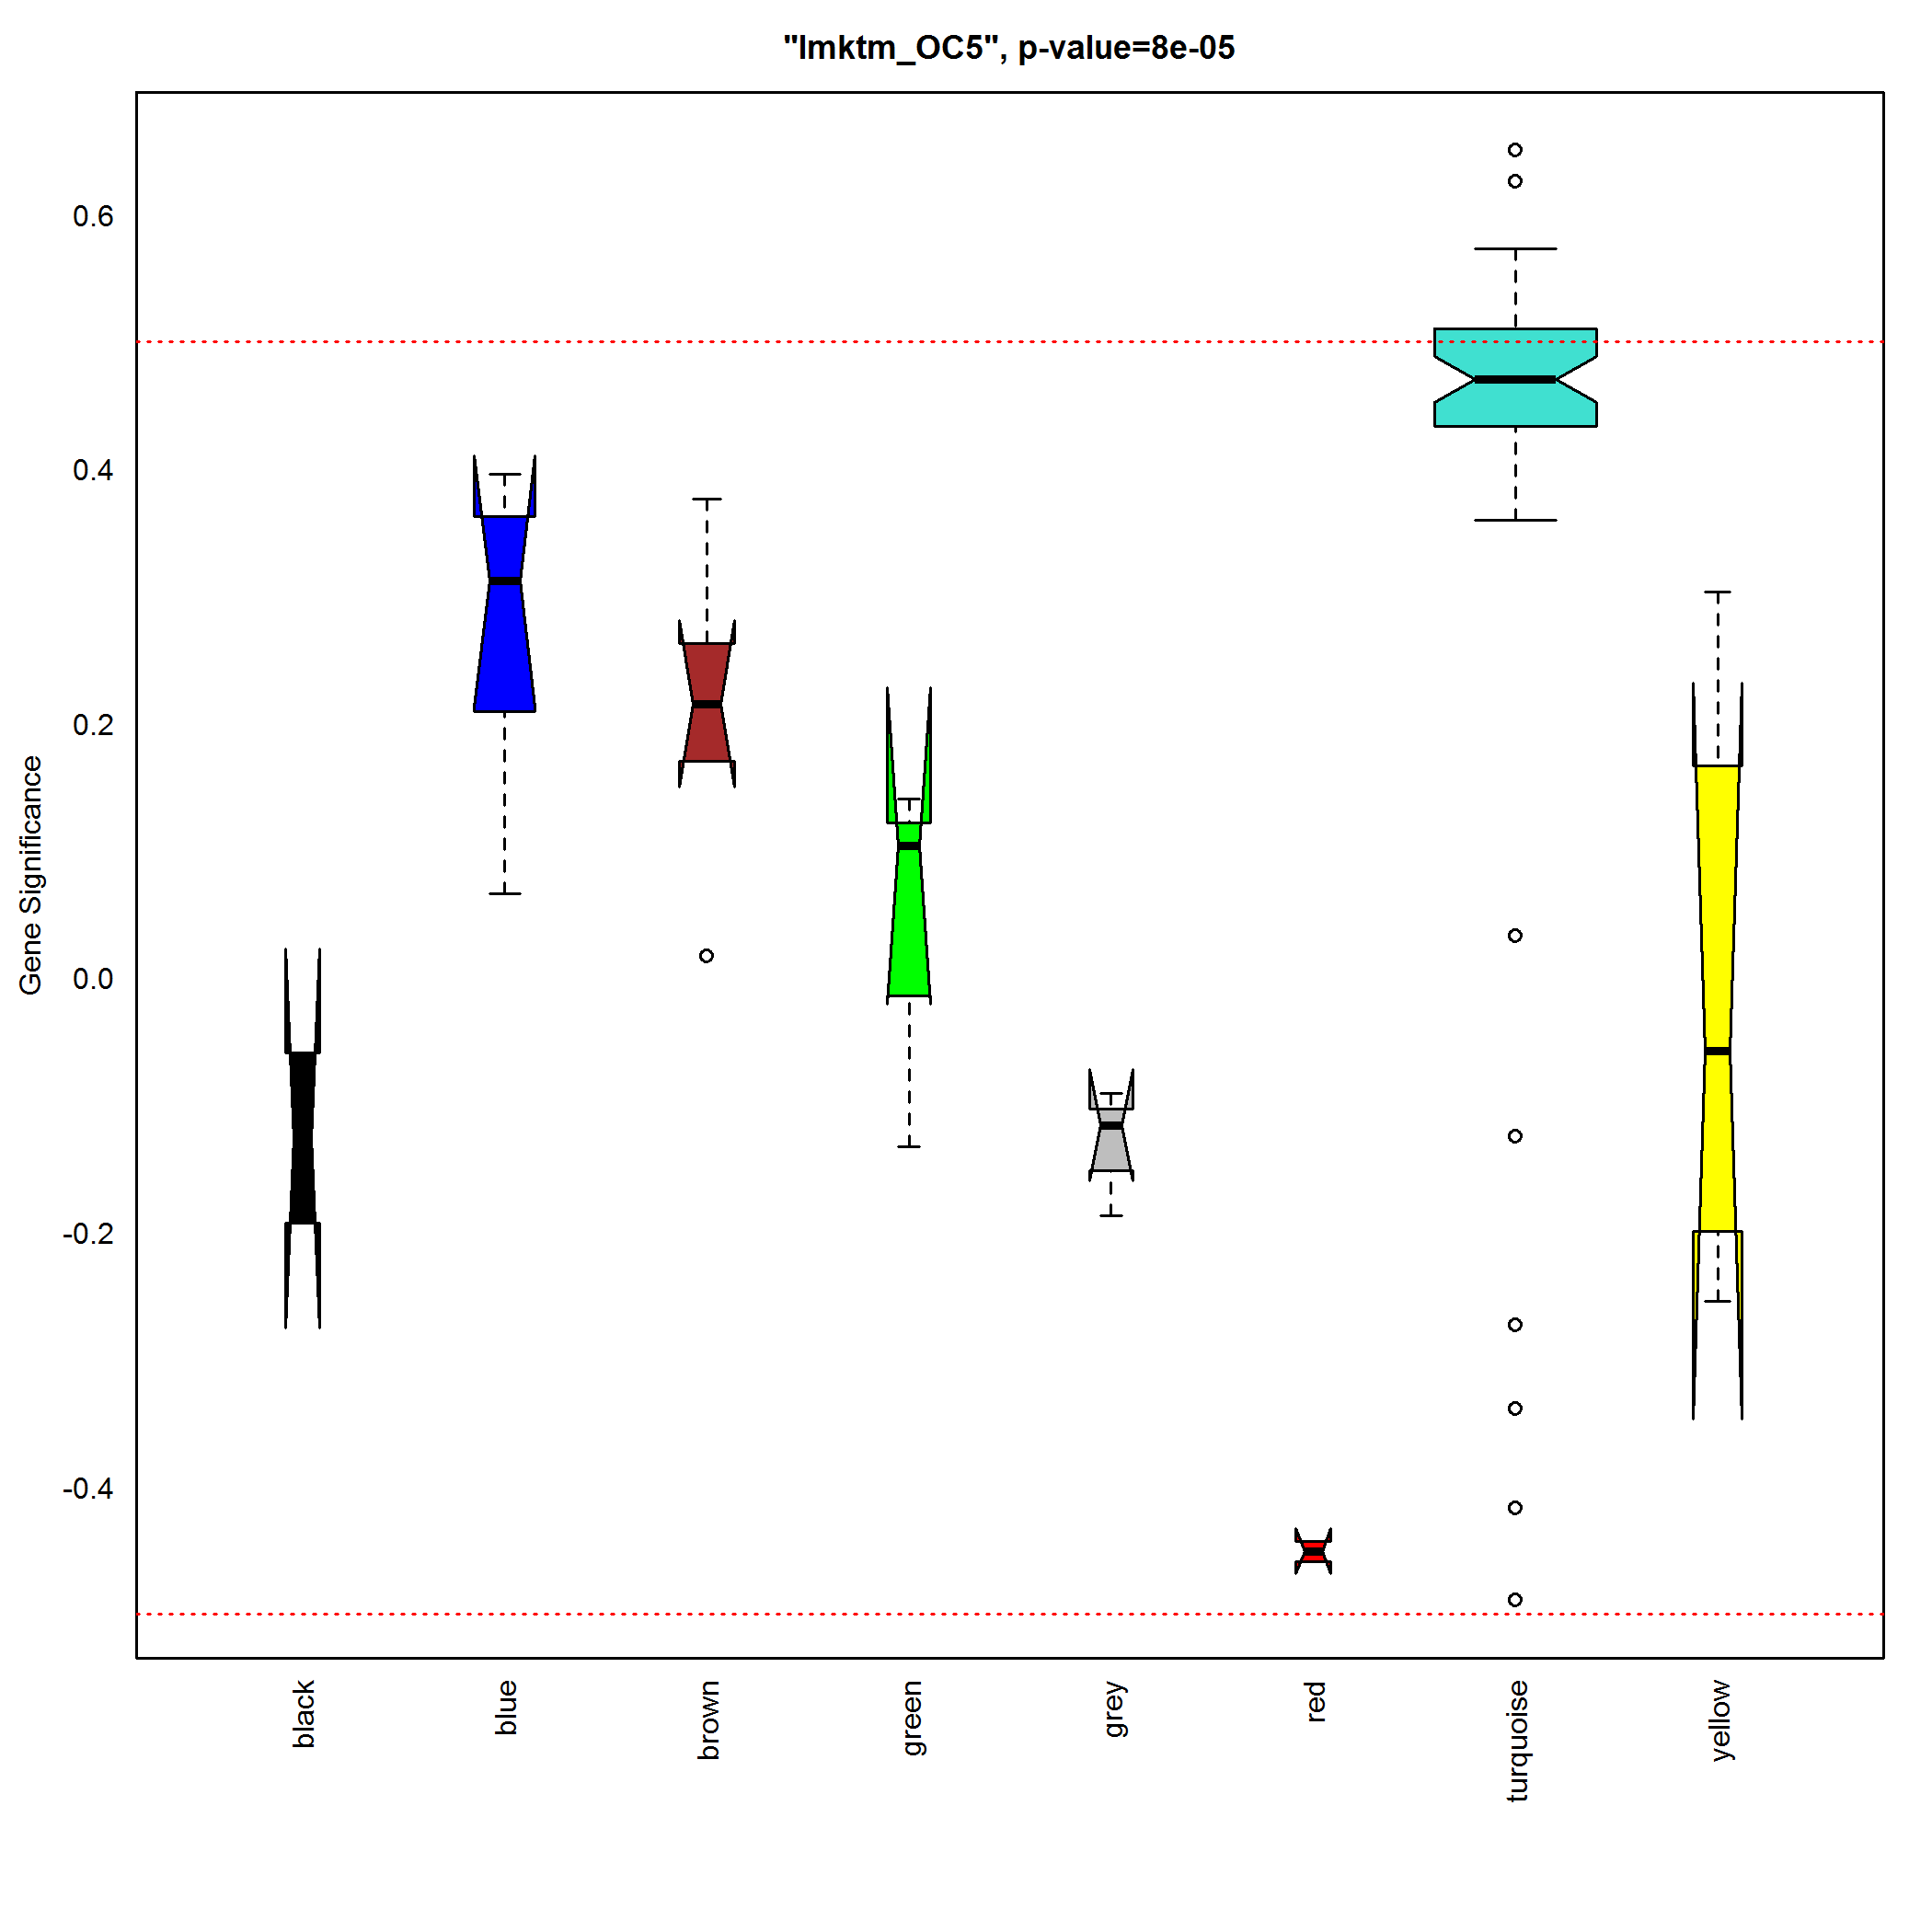 "lmktm_OC5", p-value=8e-05
Gene Significance
0.6
0.4
0.2
0.0
-0.2
-0.4
black
blue
brown
green
grey
red
turquoise
yellow